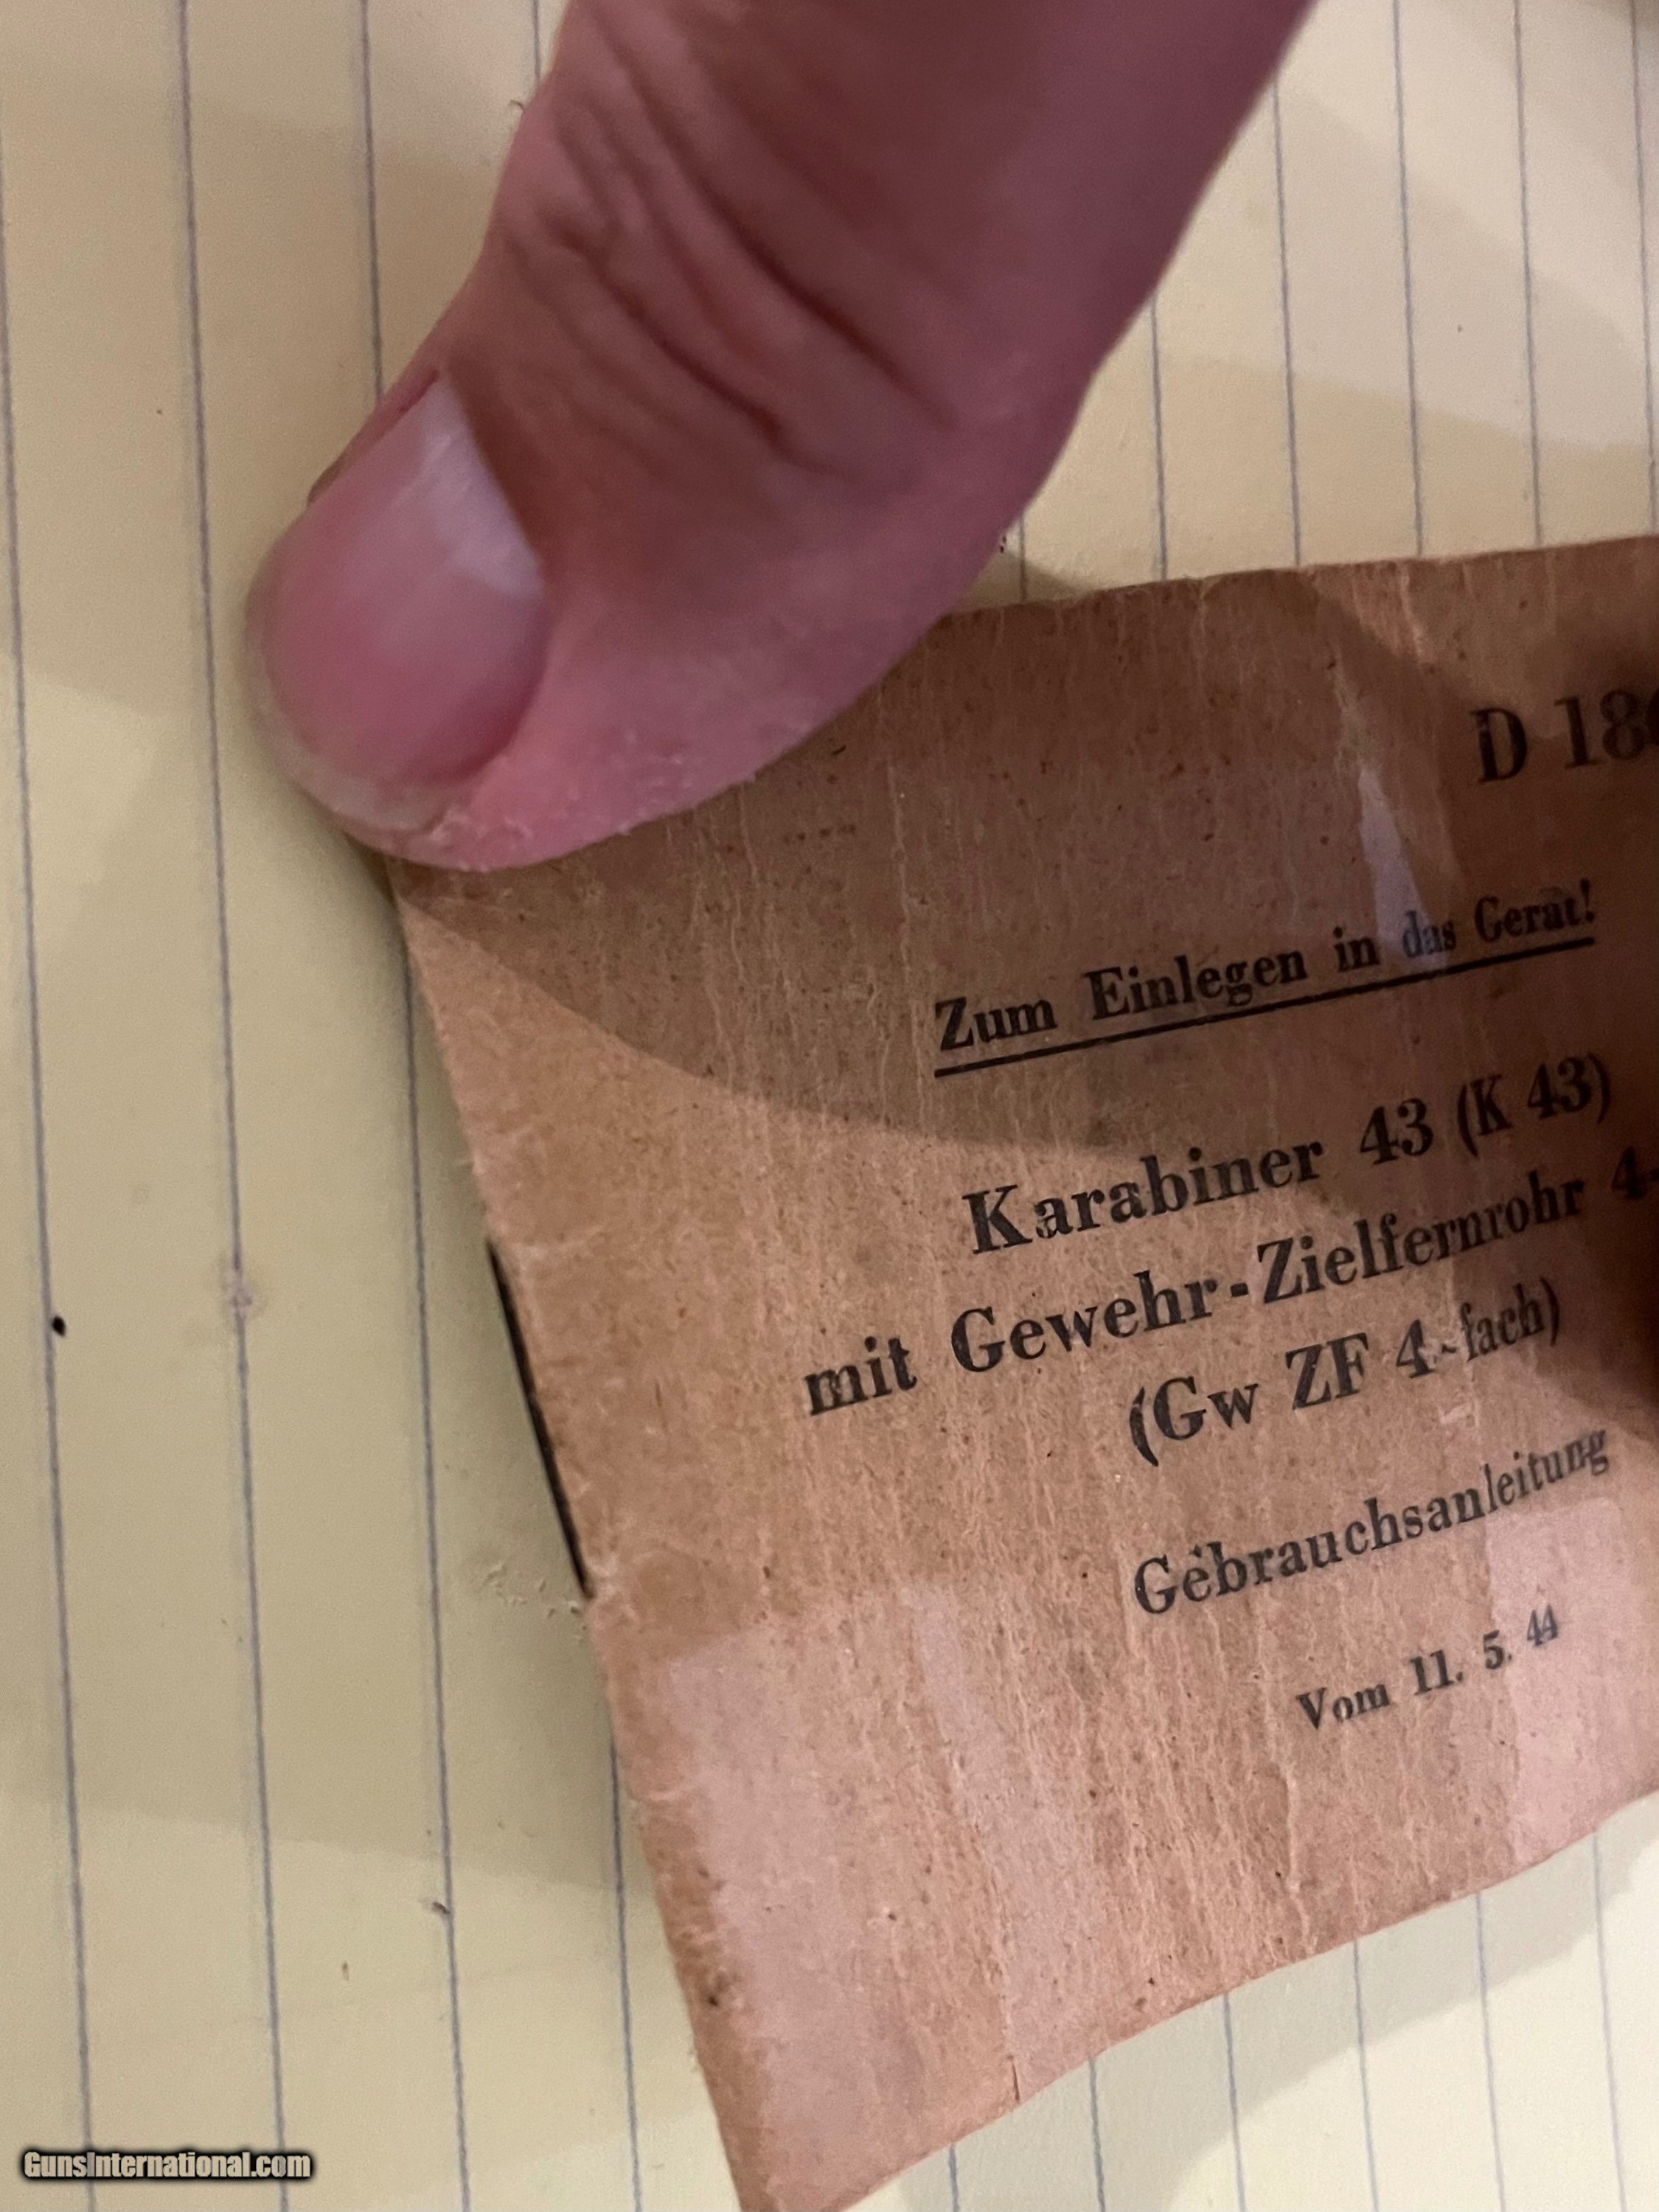 D 18
Zum Einlegen in das Gerät!
Karabiner 43 (K 43)
mit Gewehr-Zielfernrohr 4-
(Gw ZF 4-fach)
Gebrauchsanleitung
Vom 11. 5. 44
GunsInternational.com